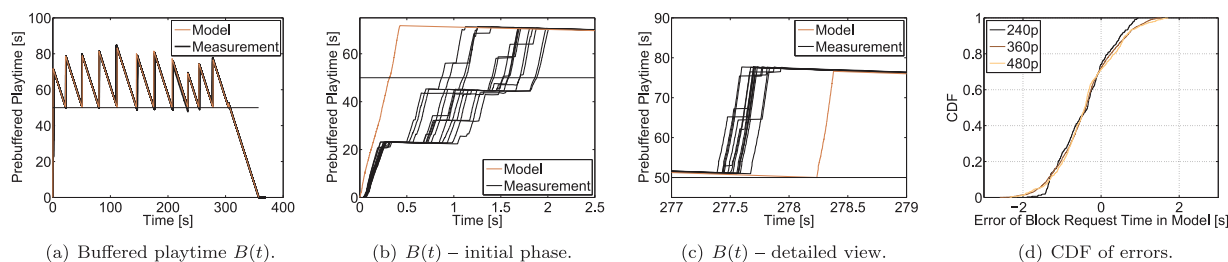 100
80
60
40
20
0
0 100 200 300 400
Prebuffered Playtime [s]
Time [s]
Model
Measurement
(a) Buffered playtime B(t).
60
40
20
0
0 0.5 1 1.5 2 2.5
Prebuffered Playtime [s]
Time [s]
Model
Measurement
(b) B(t) – initial phase.
90
80
70
60
50
277 277.5 278 278.5 279
Prebuffered Playtime [s]
Time [s]
Model
Measurement
(c) B(t) – detailed view.
1
0.8
0.6
0.4
0.2
0
−2 0 2
CDF
Error of Block Request Time in Model [s]
240p
360p
480p
(d) CDF of errors.